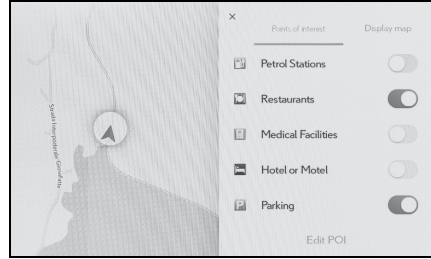 ×
Points of interest
Display map
Petrol Stations
Restaurants
Medical Facilities
Hotel or Motel
P
Parking
Edit POI